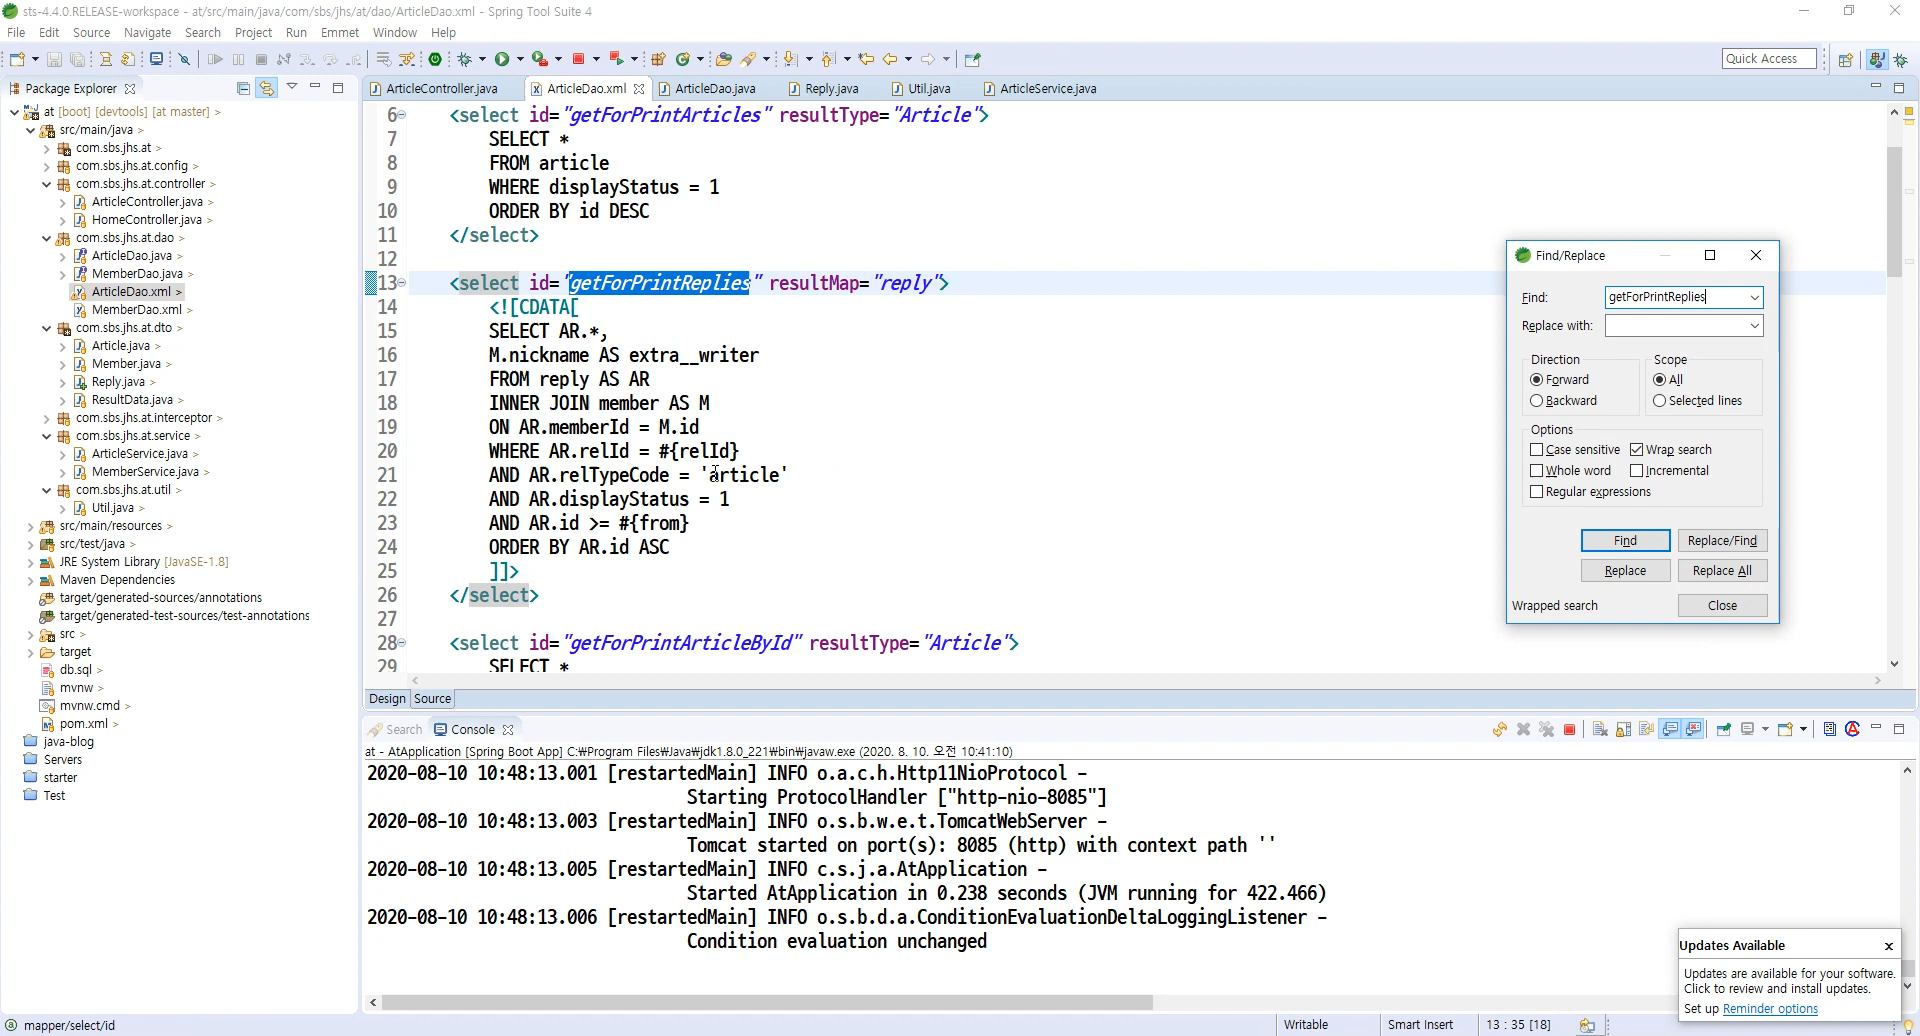 sts-4.4.0.RELEASE-workspace - at/src/main/java/com/sbs/jhs/at/dao/ArticleDao.xml - Spring Tool Suite 4
File Edit Source Navigate Search Project Run Emmet Window Help
Quick Access
Package Explorer
at [boot] [devtools] [at master] >
src/main/java >
com.sbs.jhs.at >
com.sbs.jhs.at.config >
com.sbs.jhs.at.controller >
ArticleController.java >
HomeController.java >
com.sbs.jhs.at.dao >
ArticleDao.java >
MemberDao.java >
ArticleDao.xml >
MemberDao.xml >
com.sbs.jhs.at.dto >
Article.java >
Member.java >
Reply.java >
ResultData.java >
com.sbs.jhs.at.interceptor >
com.sbs.jhs.at.service >
ArticleService.java >
MemberService.java >
com.sbs.jhs.at.util >
Util.java >
src/main/resources >
src/test/java >
JRE System Library [JavaSE-1.8]
Maven Dependencies
target/generated-sources/annotations
target/generated-test-sources/test-annotations
src >
target
db.sql >
mvnw >
mvnw.cmd >
pom.xml >
java-blog
Servers
starter
Test
ArticleController.java ArticleDao.xml ArticleDao.java Reply.java Util.java ArticleService.java
6 <select id="getForPrintArticles" resultType="Article">
7 SELECT *
8 FROM article
9 WHERE displayStatus = 1
10 ORDER BY id DESC
11 </select>
12
13 <select id="getForPrintReplies" resultMap="reply">
14 <![CDATA[
15 SELECT AR.*,
16 M.nickname AS extra__writer
17 FROM reply AS AR
18 INNER JOIN member AS M
19 ON AR.memberId = M.id
20 WHERE AR.relId = #{relId}
21 AND AR.relTypeCode = 'article'
22 AND AR.displayStatus = 1
23 AND AR.id >= #{from}
24 ORDER BY AR.id ASC
25 ]]>
26 </select>
27
28 <select id="getForPrintArticleById" resultType="Article">
29 SELECT *
Design Source
Find/Replace
Find: getForPrintReplies
Replace with:
Direction Scope
Forward All
Backward Selected lines
Options
Case sensitive Wrap search
Whole word Incremental
Regular expressions
Find Replace/Find
Replace Replace All
Wrapped search Close
Search Console
at - AtApplication [Spring Boot App] C:₩Program Files₩Java₩jdk1.8.0_221₩bin₩javaw.exe (2020. 8. 10. 오전 10:41:10)
2020-08-10 10:48:13.001 [restartedMain] INFO o.a.c.h.Http11NioProtocol -
Starting ProtocolHandler ["http-nio-8085"]
2020-08-10 10:48:13.003 [restartedMain] INFO o.s.b.w.e.t.TomcatWebServer -
Tomcat started on port(s): 8085 (http) with context path ''
2020-08-10 10:48:13.005 [restartedMain] INFO c.s.j.a.AtApplication -
Started AtApplication in 0.238 seconds (JVM running for 422.466)
2020-08-10 10:48:13.006 [restartedMain] INFO o.s.b.d.a.ConditionEvaluationDeltaLoggingListener -
Condition evaluation unchanged
Updates Available
Updates are available for your software.
Click to review and install updates.
Set up Reminder options
mapper/select/id
Writable Smart Insert 13 : 35 [18]